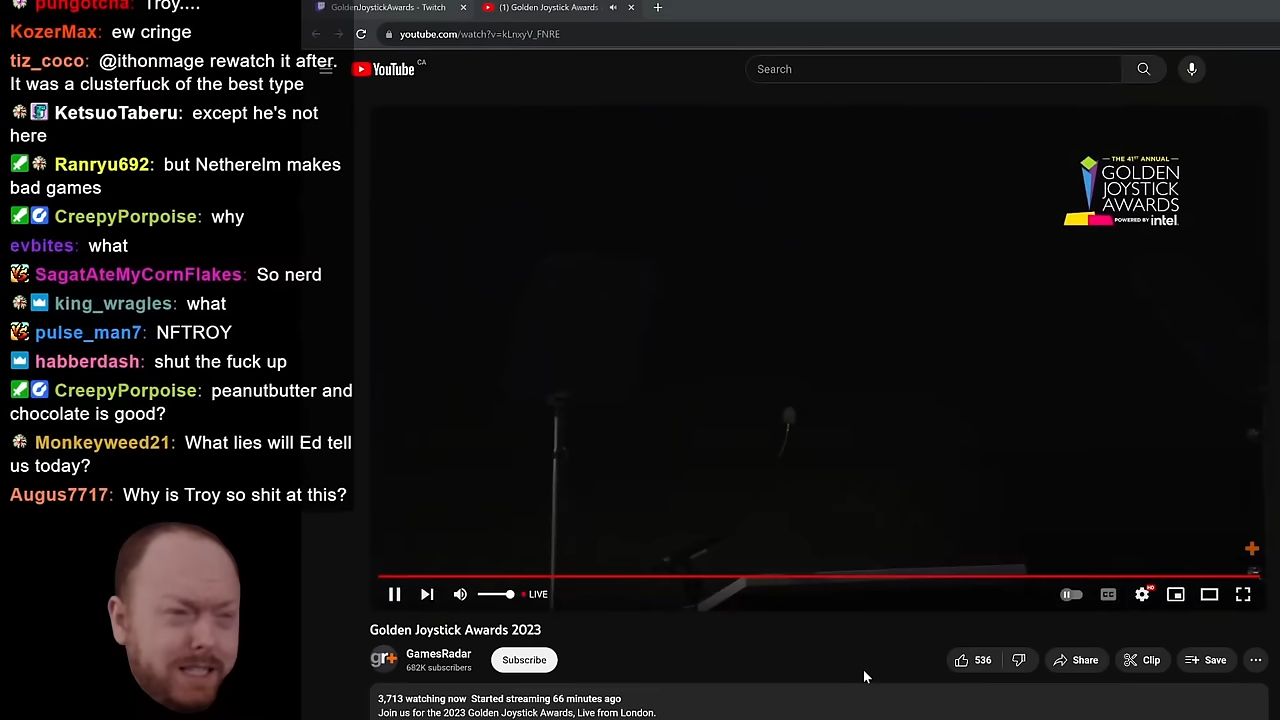 pungotcha: Troy....
KozerMax: ew cringe
tiz_coco: @ithonmage rewatch it after.
It was a clusterfuck of the best type
KetsuoTaberu: except he's not
here
Ranryu692: but Netherelm makes
bad games
CreepyPorpoise: why
evbites: what
SagatAteMyCornFlakes: So nerd
king_wragles: what
pulse_man7: NFTROY
habberdash: shut the fuck up
CreepyPorpoise: peanutbutter and
chocolate is good?
Monkeyweed21: What lies will Ed tell
us today?
Augus7717: Why is Troy so shit at this?
GoldenJoystickAwards - Twitch
(1) Golden Joystick Awards
youtube.com/watch?v=kLnxyV_FNRE
YouTube CA
Search
THE 41ST ANNUAL
GOLDEN
JOYSTICK
AWARDS
POWERED BY intel.
LIVE
CC
HD
Golden Joystick Awards 2023
gr+
GamesRadar
682K subscribers
Subscribe
536
Share
Clip
Save
3,713 watching now Started streaming 66 minutes ago
Join us for the 2023 Golden Joystick Awards, Live from London.